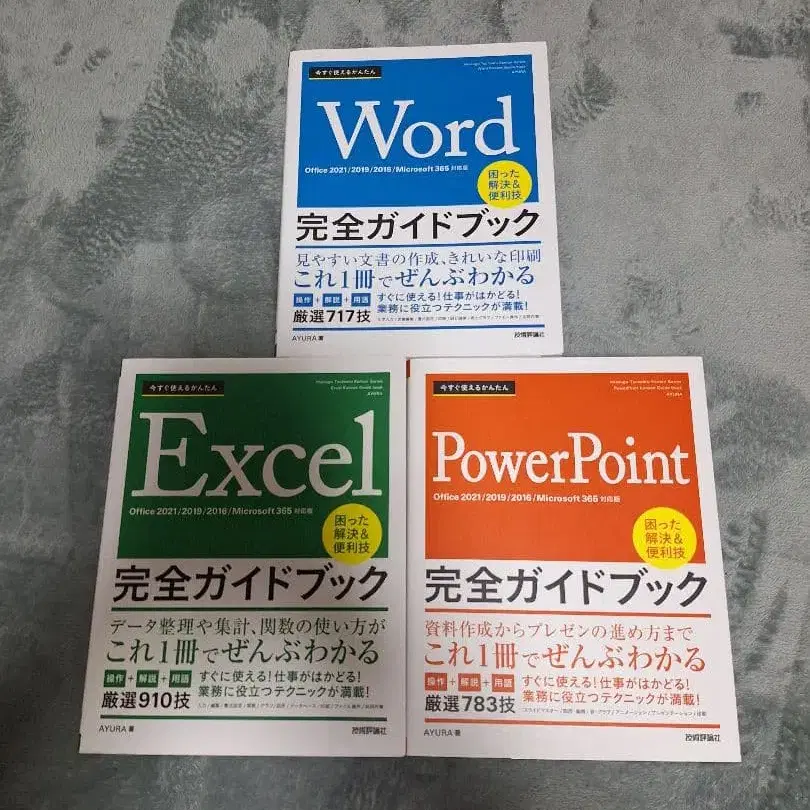 今すぐ使えるかんたん
Imasugu Tsukaeru Kantan Series
AYURA
Word
Office 2021/2019/2016/Microsoft 365 対応版
困った
解決&
便利技
完全ガイドブック
見やすい文書の作成、きれいな印刷
これ1冊でぜんぶわかる
操作+解説+用語
厳選717技
すぐに使える!仕事がはかどる!
業務に役立つテクニックが満載!
AYURA 著
技術評論社
今すぐ使えるかんたん
Imasugu Tsukaeru Kantan Series
AYURA
Excel
Office 2021/2019/2016/Microsoft 365 対応版
困った
解決&
便利技
完全ガイドブック
データ整理や集計、関数の使い方が
これ1冊でぜんぶわかる
操作+解説+用語
厳選910技
すぐに使える!仕事がはかどる!
業務に役立つテクニックが満載!
AYURA 著
技術評論社
今すぐ使えるかんたん
Imasugu Tsukaeru Kantan Series
AYURA
PowerPoint
Office 2021/2019/2016/Microsoft 365 対応版
困った
解決&
便利技
完全ガイドブック
資料作成からプレゼンの進め方まで
これ1冊でぜんぶわかる
操作+解説+用語
厳選783技
すぐに使える!仕事がはかどる!
業務に役立つテクニックが満載!
AYURA 著
技術評論社